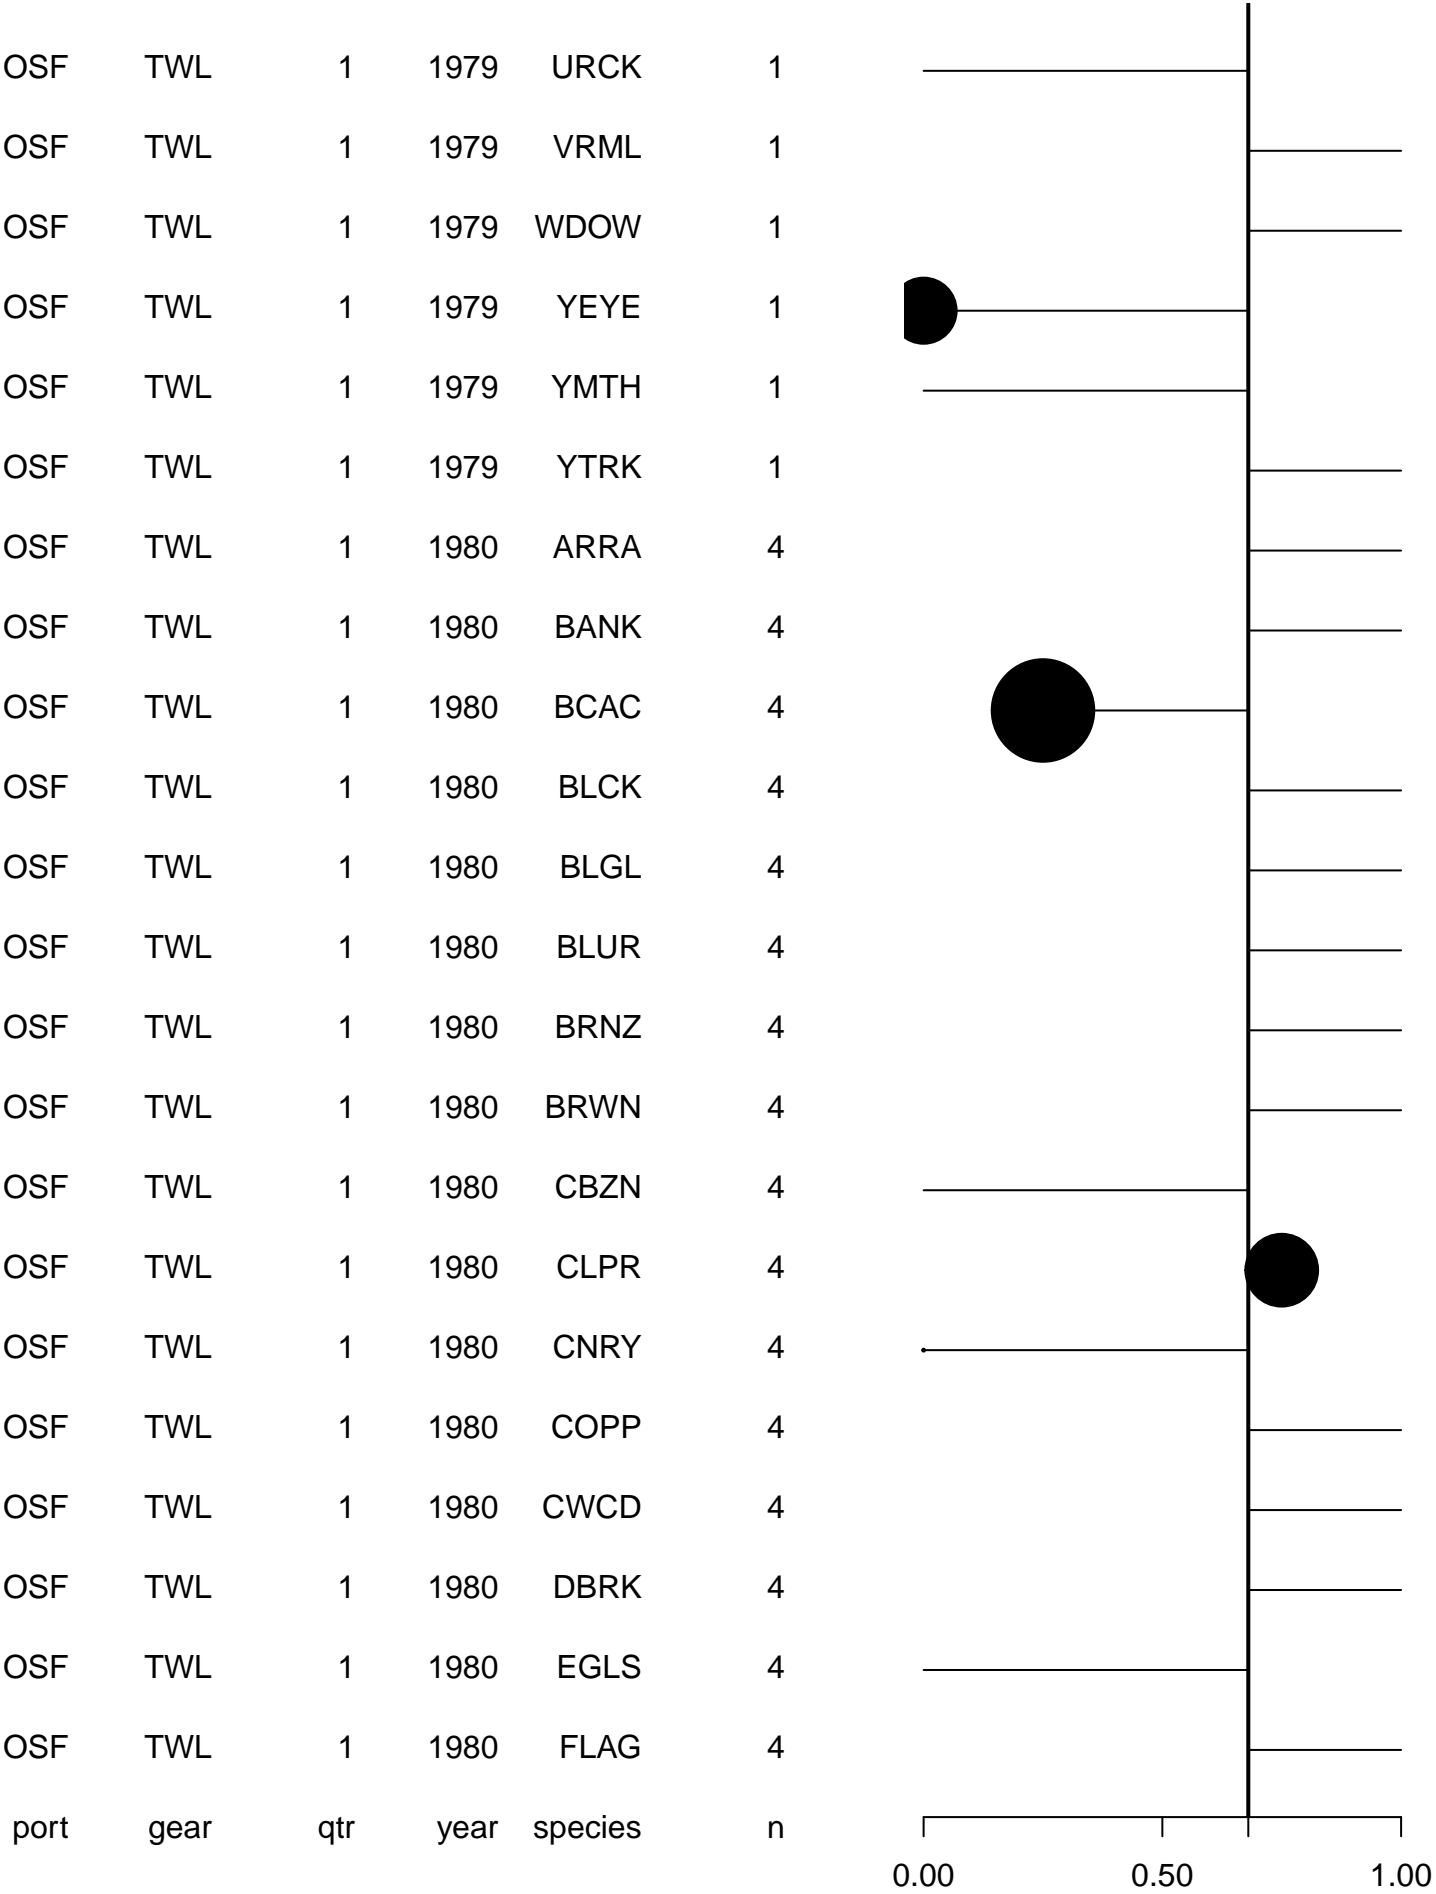 OSF TWL 1 1979 URCK 1
OSF TWL 1 1979 VRML 1
OSF TWL 1 1979 WDOW 1
OSF TWL 1 1979 YEYE 1
OSF TWL 1 1979 YMTH 1
OSF TWL 1 1979 YTRK 1
OSF TWL 1 1980 ARRA 4
OSF TWL 1 1980 BANK 4
OSF TWL 1 1980 BCAC 4
OSF TWL 1 1980 BLCK 4
OSF TWL 1 1980 BLGL 4
OSF TWL 1 1980 BLUR 4
OSF TWL 1 1980 BRNZ 4
OSF TWL 1 1980 BRWN 4
OSF TWL 1 1980 CBZN 4
OSF TWL 1 1980 CLPR 4
OSF TWL 1 1980 CNRY 4
OSF TWL 1 1980 COPP 4
OSF TWL 1 1980 CWCD 4
OSF TWL 1 1980 DBRK 4
OSF TWL 1 1980 EGLS 4
OSF TWL 1 1980 FLAG 4
port gear qtr year species n
0.00 0.50 1.00